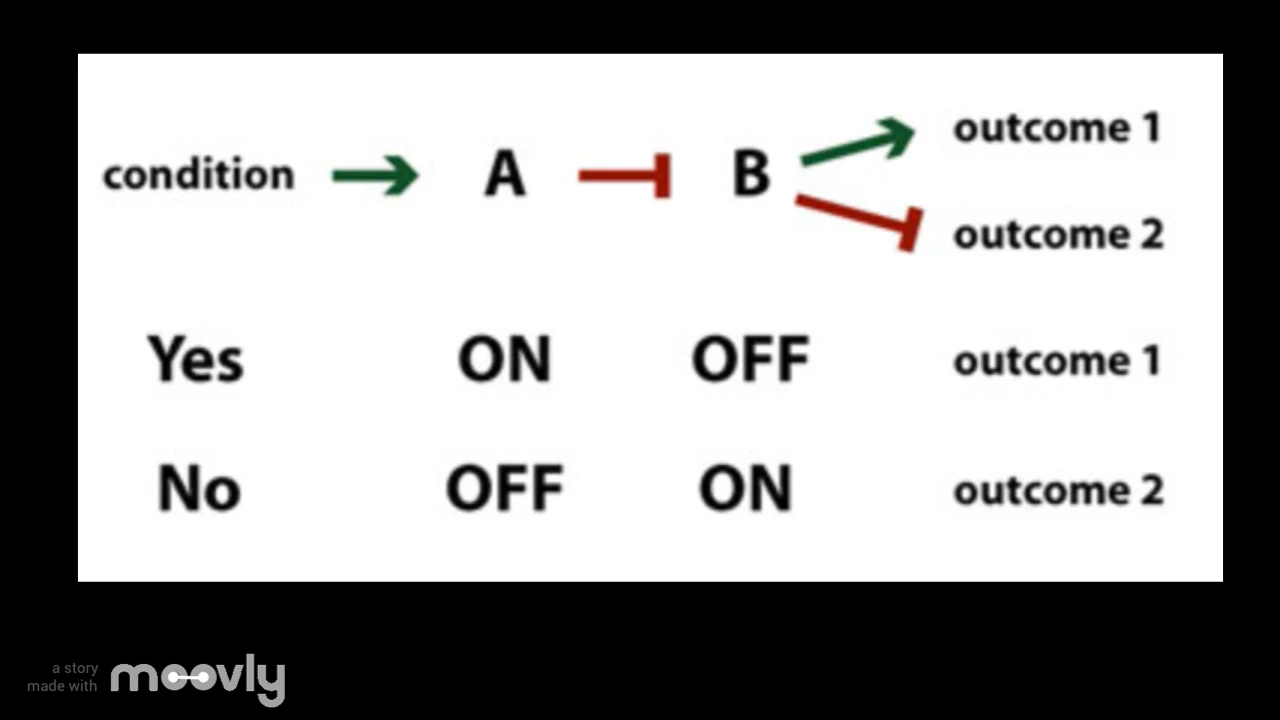 outcome 1
condition A B
outcome 2
Yes ON OFF outcome 1
No OFF ON outcome 2
a story
made with moovly